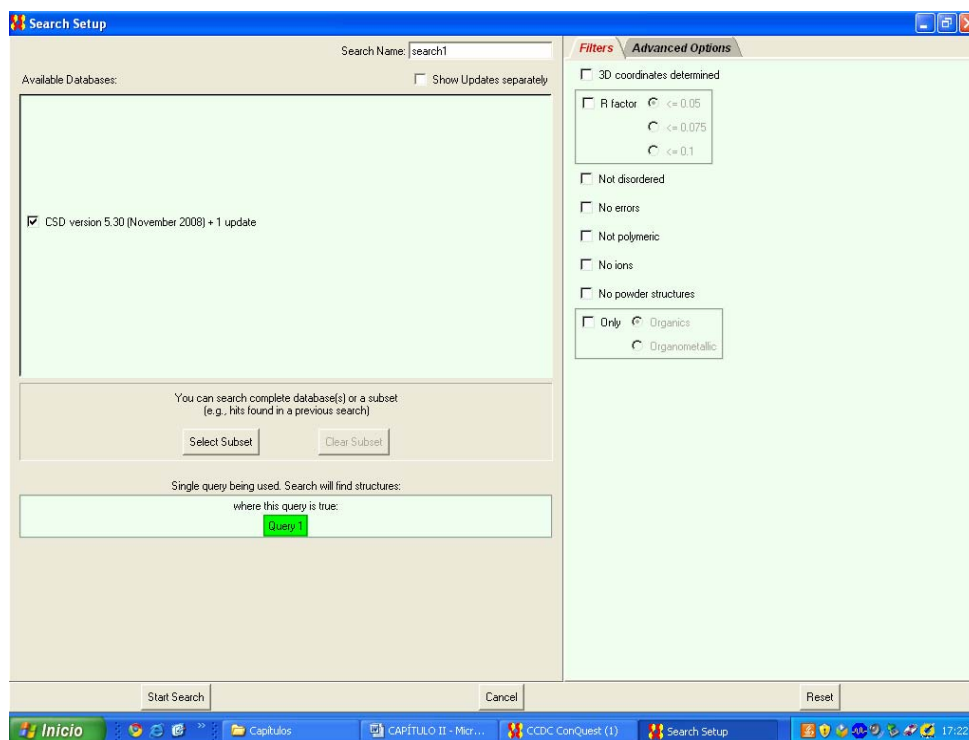 Search Setup
Search Name: search1
Available Databases:
Show Updates separately
CSD version 5.30 (November 2008) + 1 update
You can search complete database(s) or a subset
(e.g., hits found in a previous search)
Select Subset
Clear Subset
Single query being used. Search will find structures:
where this query is true:
Query 1
Filters
Advanced Options
3D coordinates determined
R factor
<= 0.05
<= 0.075
<= 0.1
Not disordered
No errors
Not polymeric
No ions
No powder structures
Only
Organics
Organometallic
Start Search
Cancel
Reset
Inicio
Capítulos
CAPÍTULO II - Micr...
CCDC ConQuest (1)
Search Setup
17:22